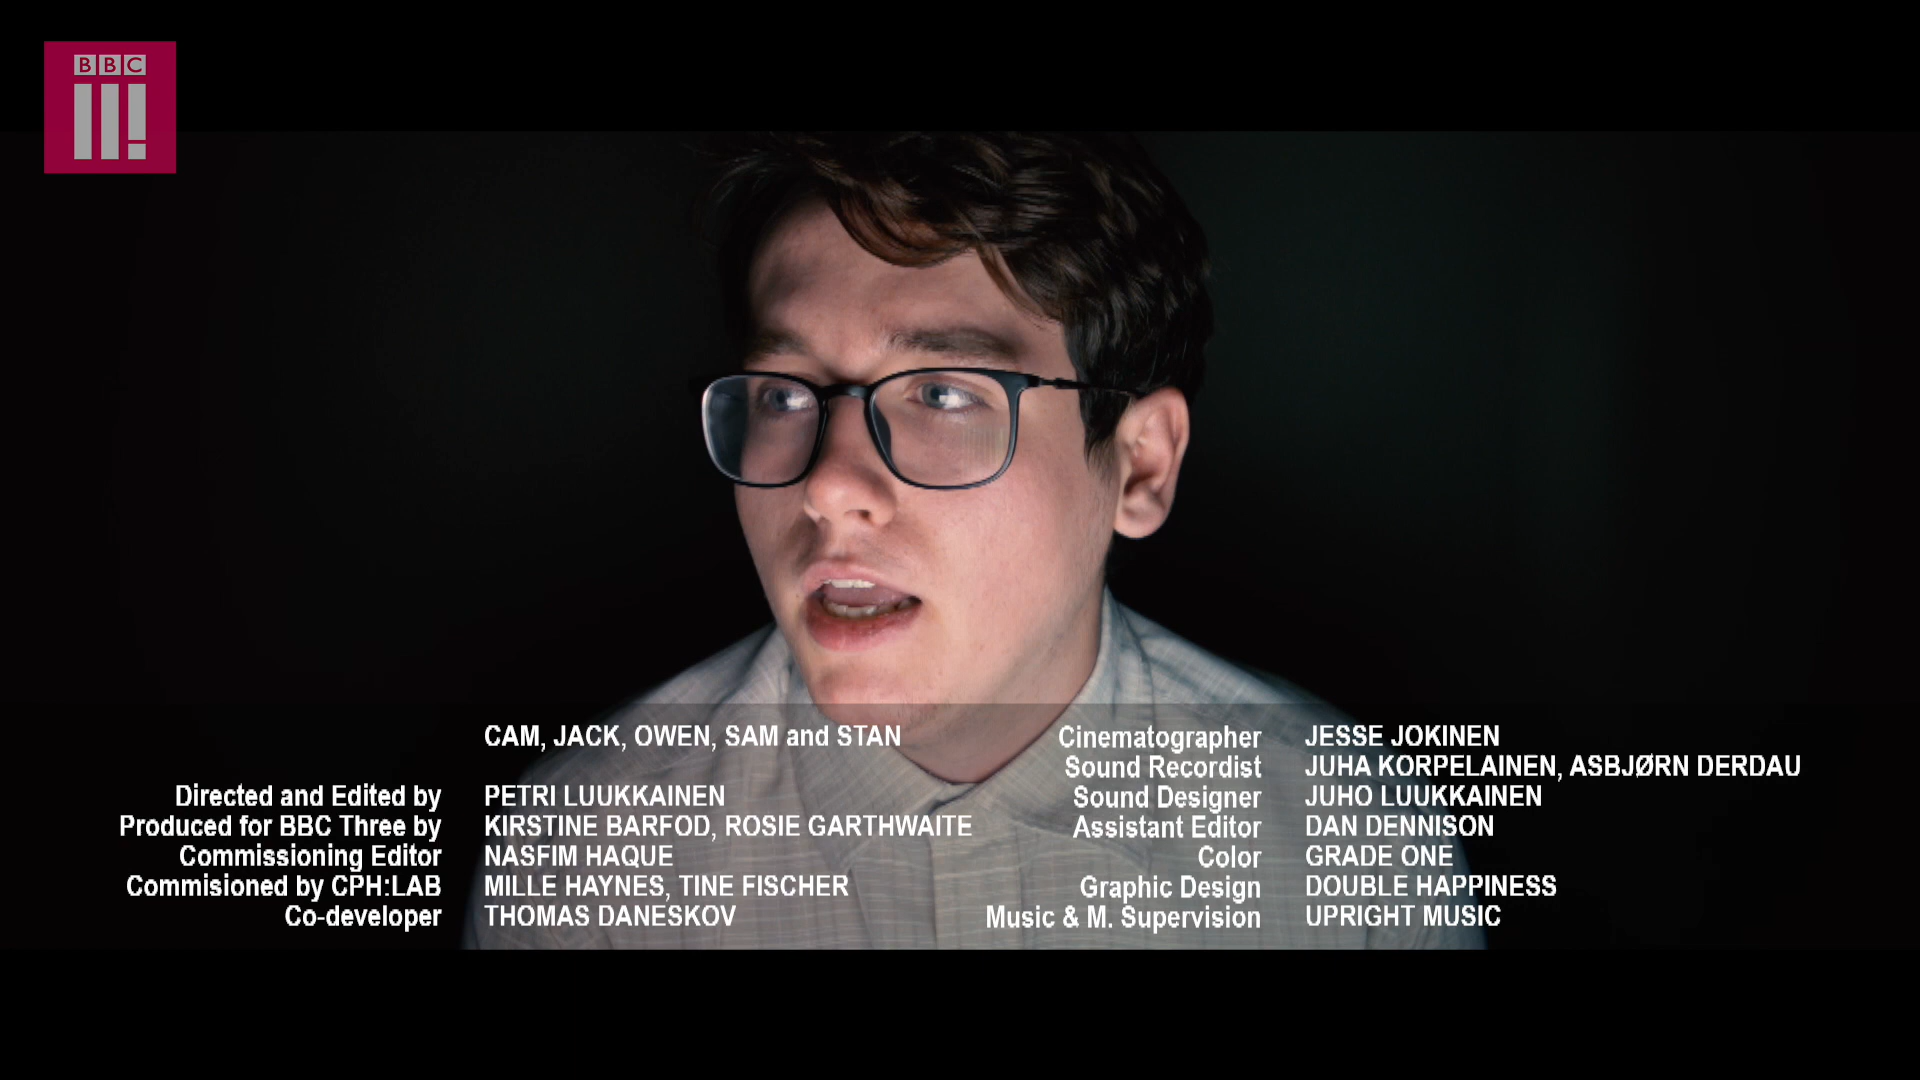 BBC
CAM, JACK, OWEN, SAM and STAN
Directed and Edited by PETRI LUUKKAINEN
Produced for BBC Three by KIRSTINE BARFOD, ROSIE GARTHWAITE
Commissioning Editor NASFIM HAQUE
Commisioned by CPH:LAB MILLE HAYNES, TINE FISCHER
Co-developer THOMAS DANESKOV
Cinematographer JESSE JOKINEN
Sound Recordist JUHA KORPELAINEN, ASBJØRN DERDAU
Sound Designer JUHO LUUKKAINEN
Assistant Editor DAN DENNISON
Color GRADE ONE
Graphic Design DOUBLE HAPPINESS
Music & M. Supervision UPRIGHT MUSIC